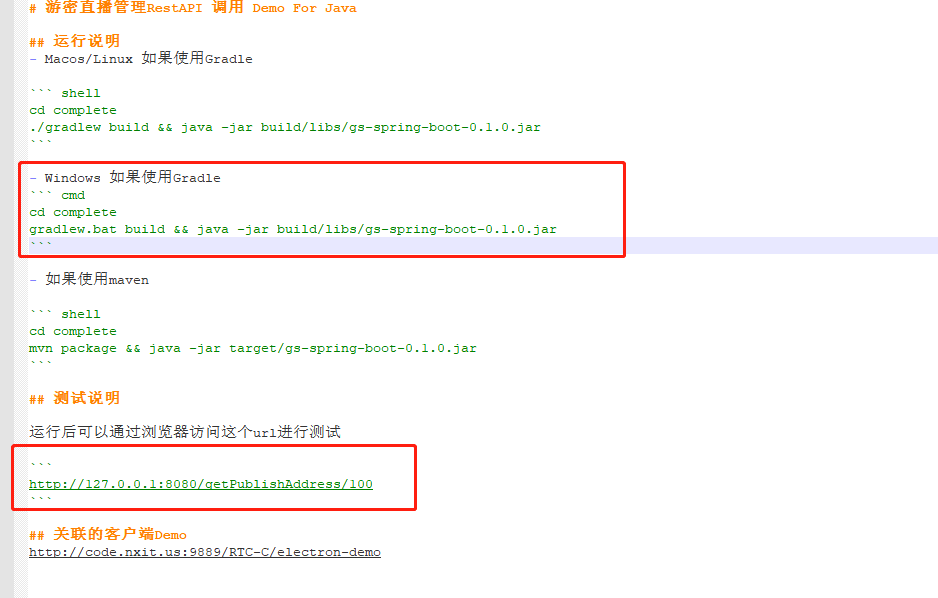 # 游密直播管理RestAPI 调用 Demo For Java
## 运行说明
- Macos/Linux 如果使用Gradle
``` shell
cd complete
./gradlew build && java -jar build/libs/gs-spring-boot-0.1.0.jar
```
- Windows 如果使用Gradle
``` cmd
cd complete
gradlew.bat build && java -jar build/libs/gs-spring-boot-0.1.0.jar
```
- 如果使用maven
``` shell
cd complete
mvn package && java -jar target/gs-spring-boot-0.1.0.jar
```
## 测试说明
运行后可以通过浏览器访问这个url进行测试
```
http://127.0.0.1:8080/getPublishAddress/100
```
## 关联的客户端Demo
http://code.nxit.us:9889/RTC-C/electron-demo